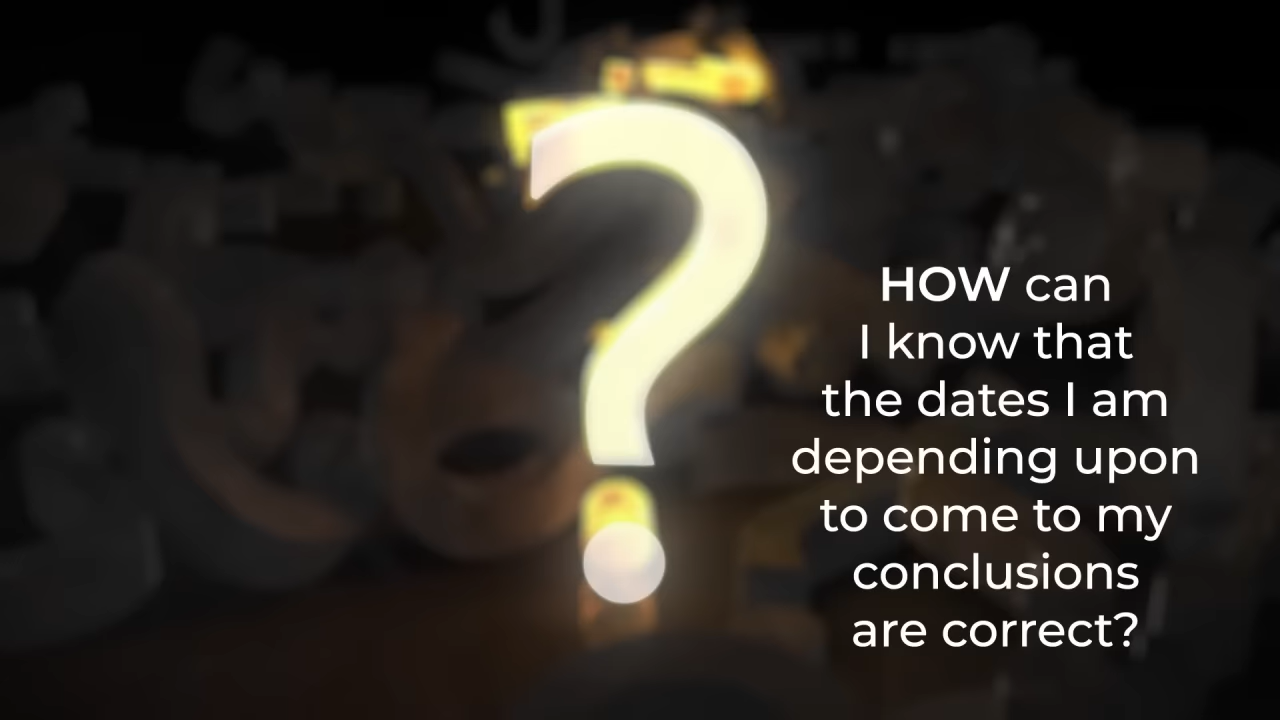 ?
HOW can
I know that
the dates I am
depending upon
to come to my
conclusions
are correct?